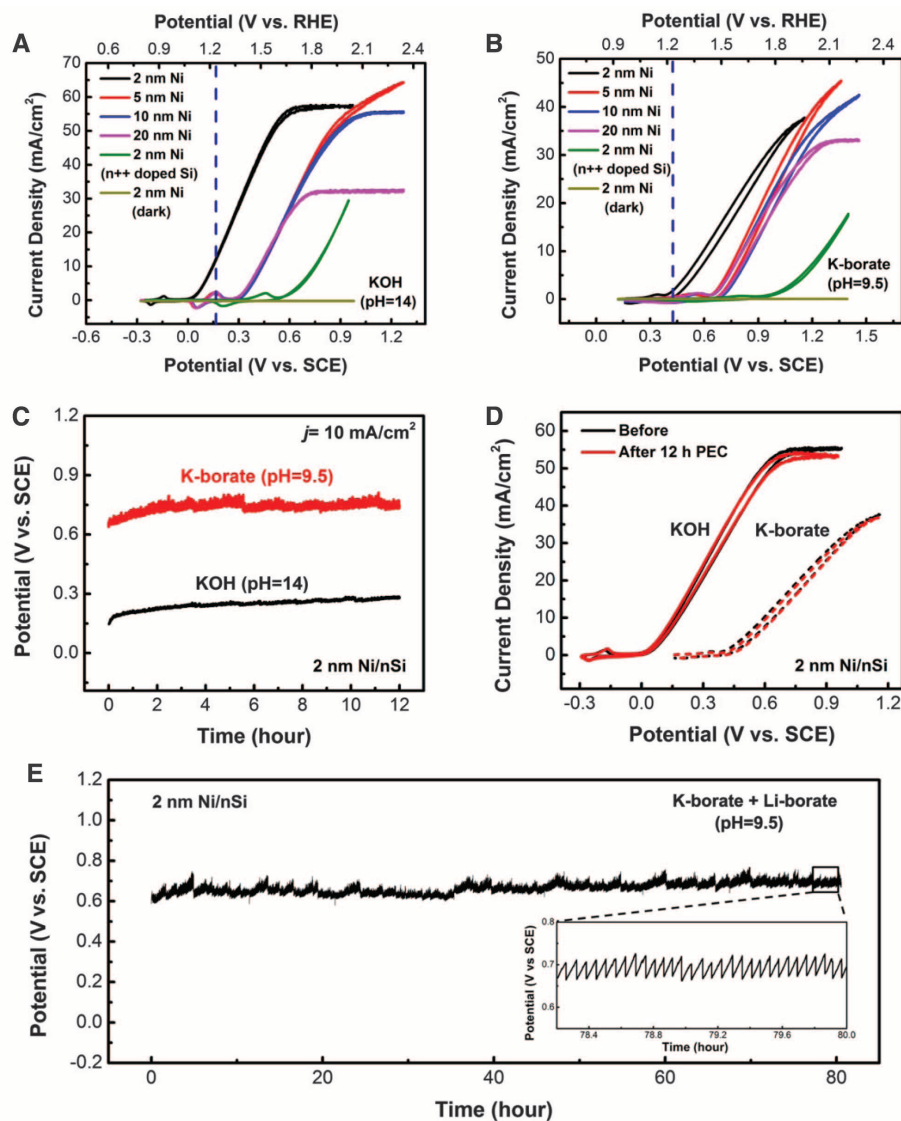 A
Potential (V vs. RHE)
0.6 0.9 1.2 1.5 1.8 2.1 2.4
Current Density (mA/cm²)
70
60
50
40
30
20
10
0
2 nm Ni
5 nm Ni
10 nm Ni
20 nm Ni
2 nm Ni
(n++ doped Si)
2 nm Ni
(dark)
KOH
(pH=14)
-0.6 -0.3 0.0 0.3 0.6 0.9 1.2
Potential (V vs. SCE)
B
Potential (V vs. RHE)
0.9 1.2 1.5 1.8 2.1 2.4
Current Density (mA/cm²)
50
40
30
20
10
0
2 nm Ni
5 nm Ni
10 nm Ni
20 nm Ni
2 nm Ni
(n++ doped Si)
2 nm Ni
(dark)
K-borate
(pH=9.5)
0.0 0.3 0.6 0.9 1.2 1.5
Potential (V vs. SCE)
C
Potential (V vs. SCE)
1.2
0.9
0.6
0.3
0.0
j= 10 mA/cm²
K-borate (pH=9.5)
KOH (pH=14)
2 nm Ni/nSi
0 2 4 6 8 10 12
Time (hour)
D
Current Density (mA/cm²)
60
50
40
30
20
10
0
Before
After 12 h PEC
KOH
K-borate
2 nm Ni/nSi
-0.3 0.0 0.3 0.6 0.9 1.2
Potential (V vs. SCE)
E
Potential (V vs. SCE)
1.2
1.0
0.8
0.6
0.4
0.2
0.0
-0.2
2 nm Ni/nSi
K-borate + Li-borate
(pH=9.5)
Potential (V vs SCE)
0.8
0.7
0.6
78.4 78.8 79.2 79.6 80.0
Time (hour)
0 20 40 60 80
Time (hour)